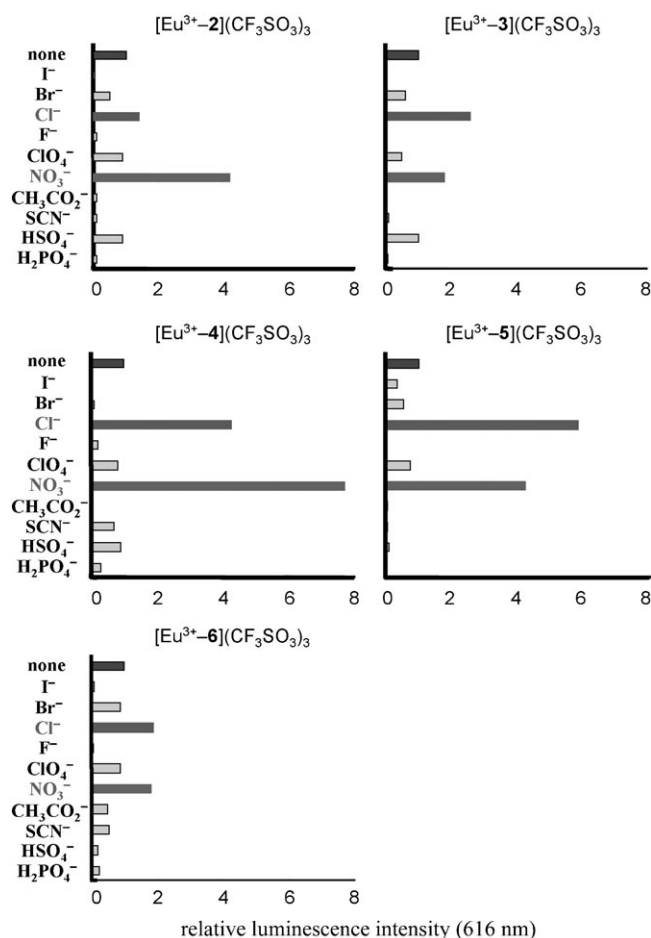 [Eu³⁺–2](CF₃SO₃)₃
none
I⁻
Br⁻
Cl⁻
F⁻
ClO₄⁻
NO₃⁻
CH₃CO₂⁻
SCN⁻
HSO₄⁻
H₂PO₄⁻
0 2 4 6 8
[Eu³⁺–3](CF₃SO₃)₃
0 2 4 6 8
[Eu³⁺–4](CF₃SO₃)₃
none
I⁻
Br⁻
Cl⁻
F⁻
ClO₄⁻
NO₃⁻
CH₃CO₂⁻
SCN⁻
HSO₄⁻
H₂PO₄⁻
0 2 4 6 8
[Eu³⁺–5](CF₃SO₃)₃
0 2 4 6 8
[Eu³⁺–6](CF₃SO₃)₃
none
I⁻
Br⁻
Cl⁻
F⁻
ClO₄⁻
NO₃⁻
CH₃CO₂⁻
SCN⁻
HSO₄⁻
H₂PO₄⁻
0 2 4 6 8
relative luminescence intensity (616 nm)